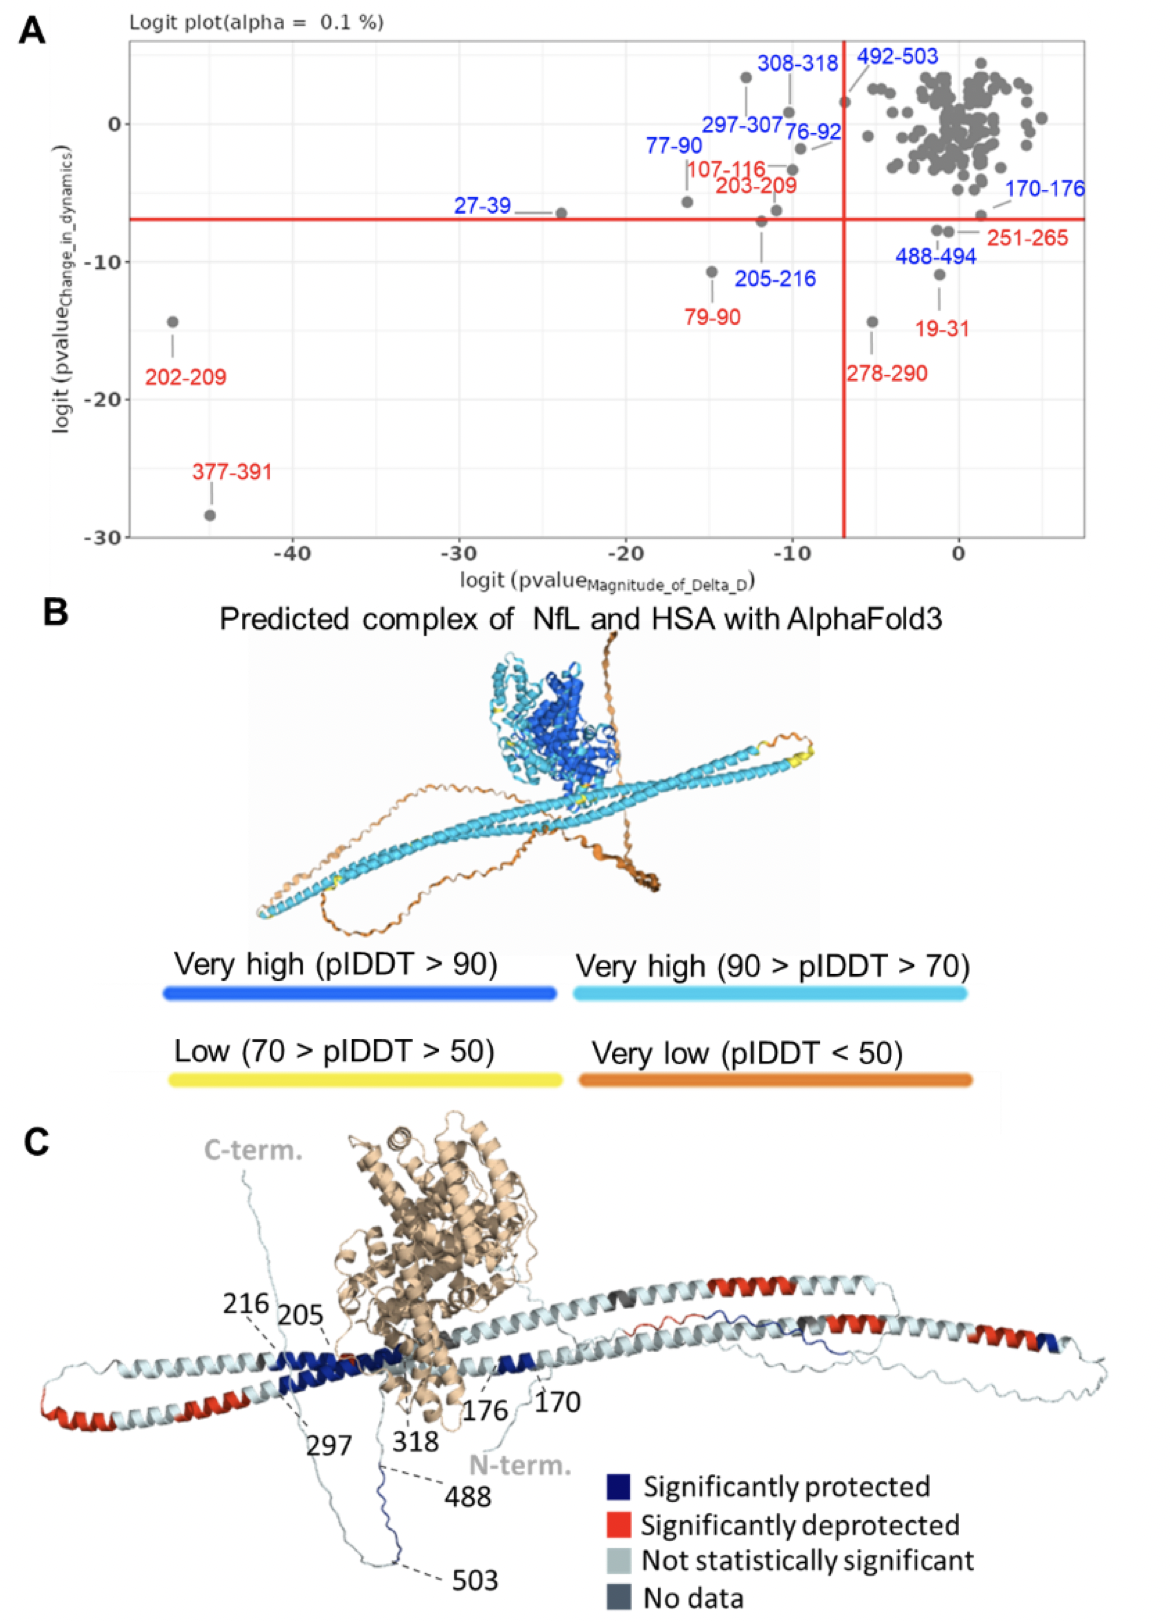 A
Logit plot(alpha = 0.1 %)
308-318
492-503
297-307
76-92
77-90
107-116
203-209
170-176
27-39
251-265
488-494
205-216
79-90
19-31
202-209
278-290
377-391
0
-10
-20
-30
logit (pvalueChange_in_dynamics)
-40
-30
-20
-10
0
logit (pvalueMagnitude_of_Delta_D)
B
Predicted complex of NfL and HSA with AlphaFold3
Very high (pIDDT > 90)
Very high (90 > pIDDT > 70)
Low (70 > pIDDT > 50)
Very low (pIDDT < 50)
C
C-term.
216
205
176
170
297
318
N-term.
488
503
Significantly protected
Significantly deprotected
Not statistically significant
No data